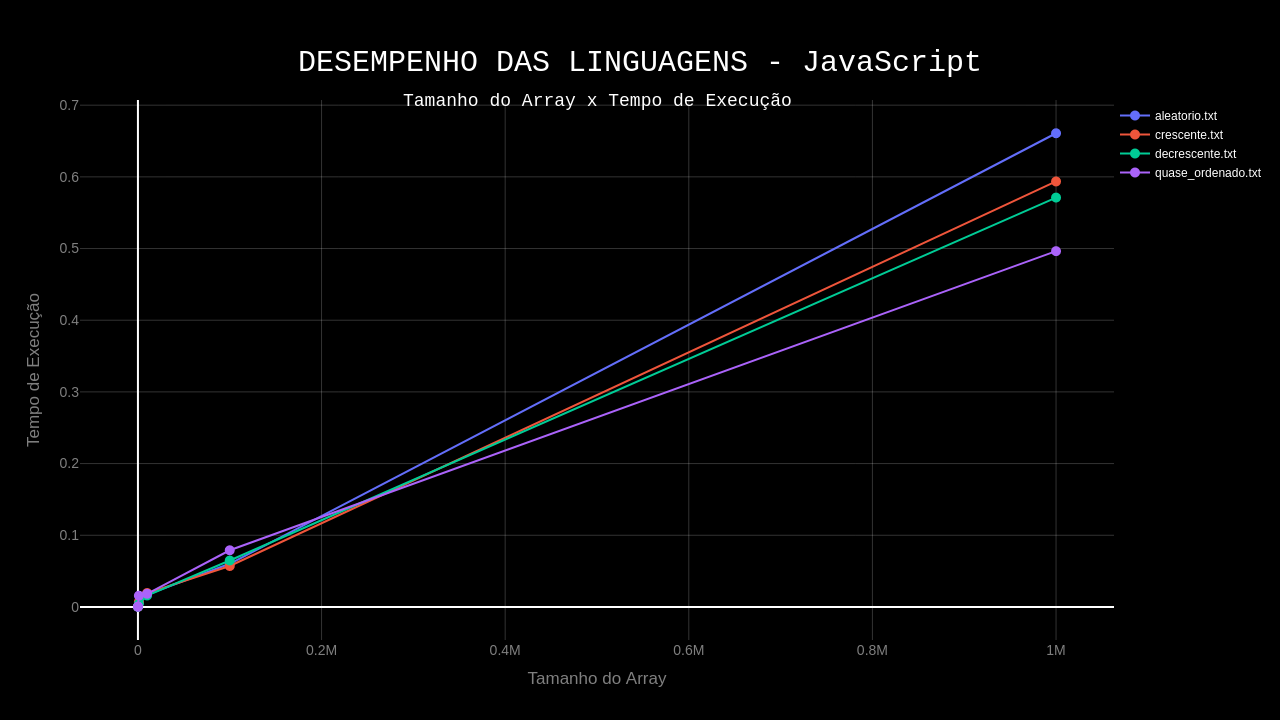 DESEMPENHO DAS LINGUAGENS - JavaScript
Tamanho do Array x Tempo de Execução
aleatorio.txt
crescente.txt
decrescente.txt
quase_ordenado.txt
0.7
0.6
0.5
0.4
0.3
0.2
0.1
0
Tempo de Execução
0
0.2M
0.4M
0.6M
0.8M
1M
Tamanho do Array